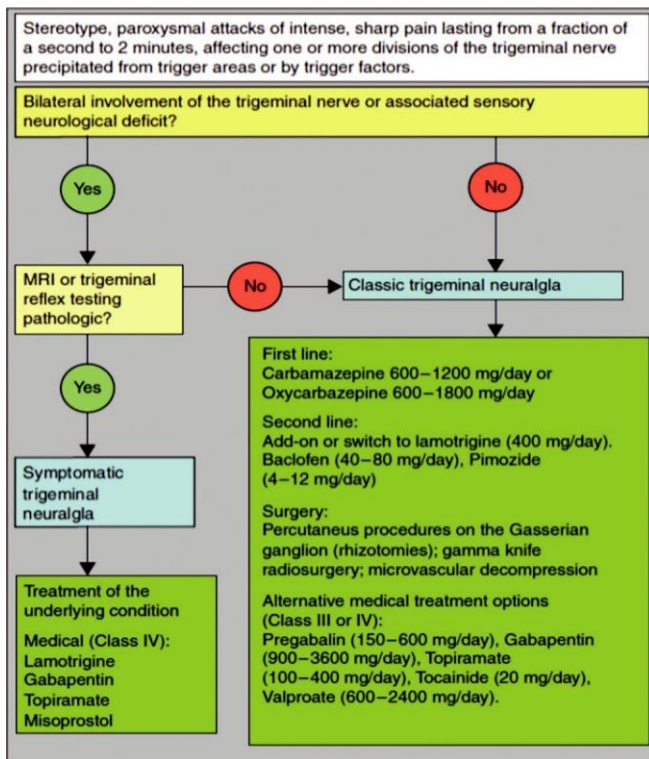 Stereotype, paroxysmal attacks of intense, sharp pain lasting from a fraction of
a second to 2 minutes, affecting one or more divisions of the trigeminal nerve
precipitated from trigger areas or by trigger factors.
Bilateral involvement of the trigeminal nerve or associated sensory
neurological deficit?
Yes
No
MRI or trigeminal
reflex testing
pathologic?
No
Classic trigeminal neuralgla
Yes
Symptomatic
trigeminal
neuralgla
Treatment of the
underlying condition
Medical (Class IV):
Lamotrigine
Gabapentin
Topiramate
Misoprostol
First line:
Carbamazepine 600–1200 mg/day or
Oxycarbazepine 600–1800 mg/day
Second line:
Add-on or switch to lamotrigine (400 mg/day).
Baclofen (40–80 mg/day), Pimozide
(4–12 mg/day)
Surgery:
Percutaneus procedures on the Gasserian
ganglion (rhizotomies); gamma knife
radiosurgery; microvascular decompression
Alternative medical treatment options
(Class III or IV):
Pregabalin (150–600 mg/day), Gabapentin
(900–3600 mg/day), Topiramate
(100–400 mg/day), Tocainide (20 mg/day),
Valproate (600–2400 mg/day).